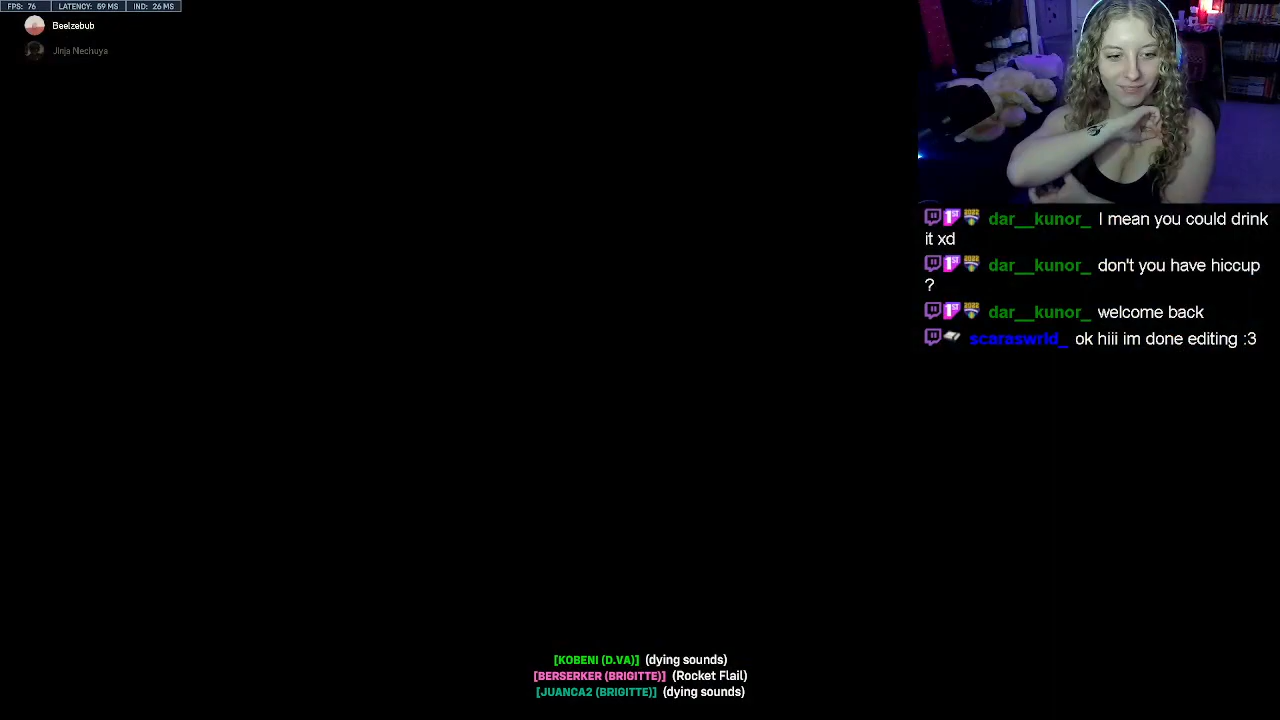 FPS: 76 LATENCY: 59 MS IND: 26 MS
Beelzebub
Jinja Nechuya
dar__kunor_ I mean you could drink
it xd
dar__kunor_ don't you have hiccup
?
dar__kunor_ welcome back
scaraswrld_ ok hiii im done editing :3
[KOBENI (D.VA)] (dying sounds)
[BERSERKER (BRIGITTE)] (Rocket Flail)
[JUANCA2 (BRIGITTE)] (dying sounds)